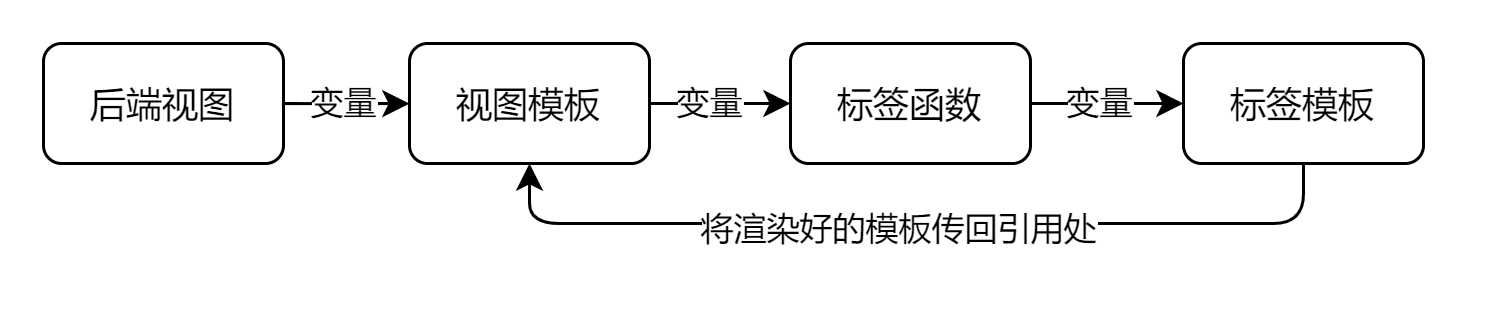 后端视图
变量
视图模板
变量
标签函数
变量
标签模板
将渲染好的模板传回引用处